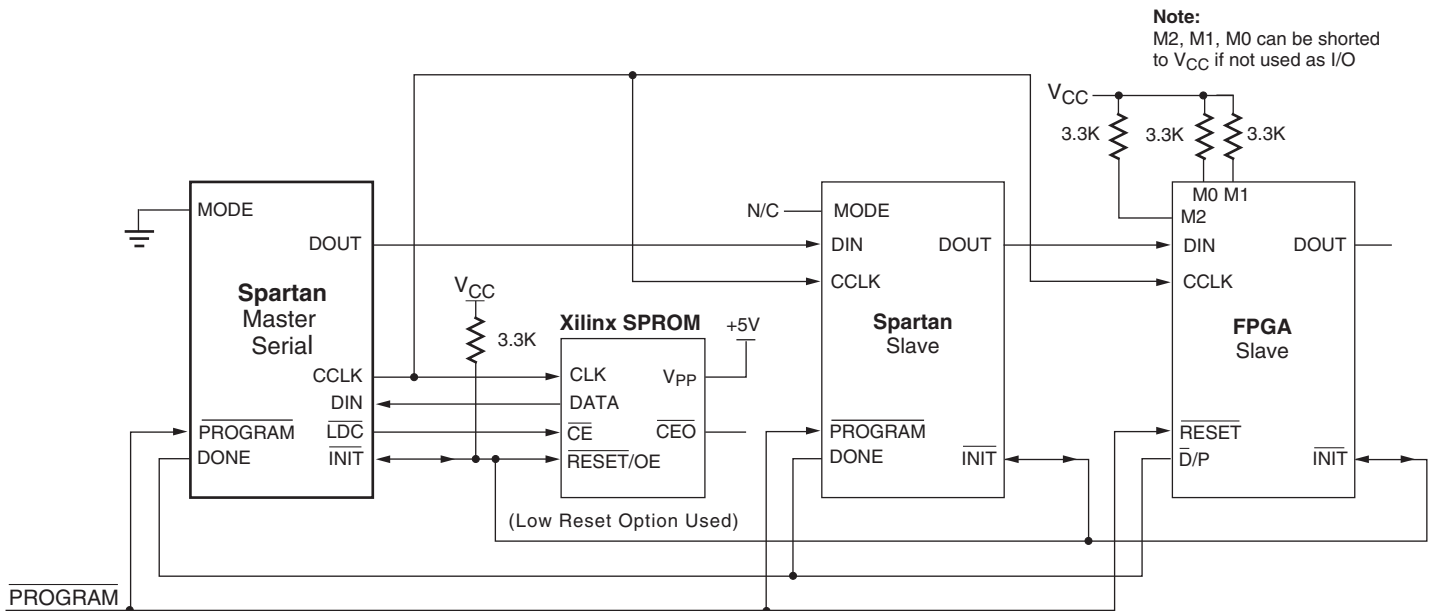 Note:
M2, M1, M0 can be shorted
to VCC if not used as I/O
VCC
3.3K
3.3K
3.3K
MODE
DOUT
Spartan
Master
Serial
CCLK
DIN
PROGRAM
LDC
DONE
INIT
VCC
3.3K
Xilinx SPROM
+5V
CLK
VPP
DATA
CE
CEO
RESET/OE
(Low Reset Option Used)
N/C
MODE
DIN
DOUT
CCLK
Spartan
Slave
PROGRAM
DONE
INIT
M0 M1
M2
DIN
DOUT
CCLK
FPGA
Slave
RESET
D/P
INIT
PROGRAM